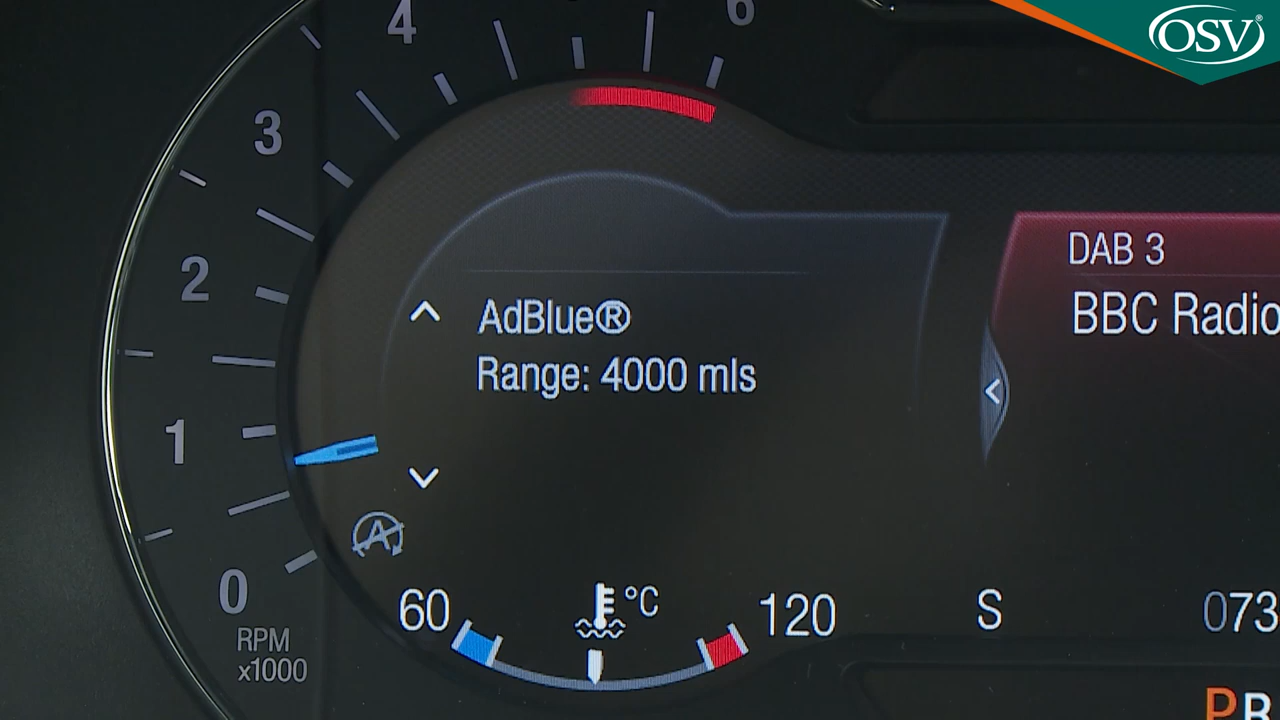 OSV®
4
6
3
2
1
0
RPM
x1000
AdBlue®
Range: 4000 mls
DAB 3
BBC Radio
A
60
°C
120
S
073
P R